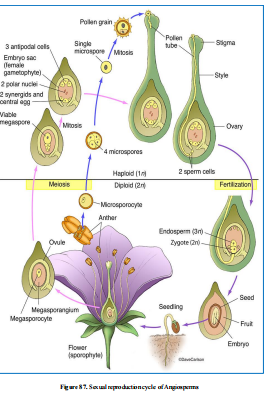 Pollen grain
Single
microspore
Mitosis
Pollen
tube
Stigma
3 antipodal cells
Embryo sac
(female
gametophyte)
2 polar nuclei
2 synergids and
central egg
Style
Viable
megaspore
Mitosis
Ovary
4 microspores
2 sperm cells
Haploid (1n)
Meiosis
Diploid (2n)
Fertilization
Microsporocyte
Anther
Ovule
Endosperm (3n)
Zygote (2n)
Megasporangium
Megasporocyte
Seedling
Seed
Fruit
Embryo
Flower
(sporophyte)
©DaveCarlson
Figure 87. Sexual reproduction cycle of Angiosperms